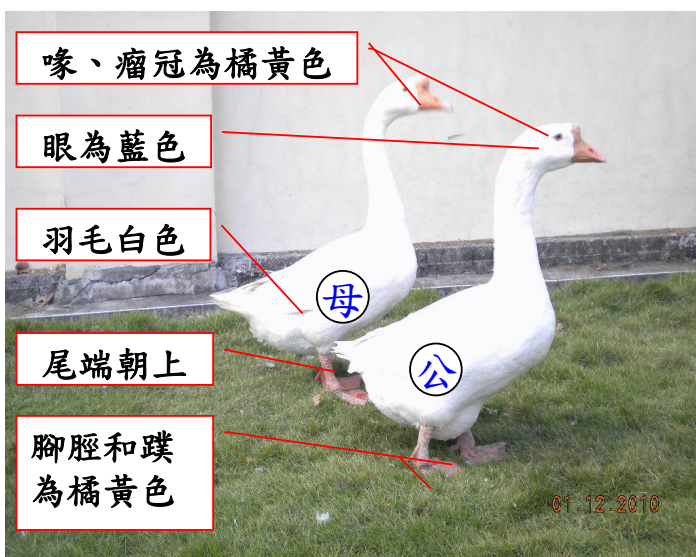 喙、瘤冠為橘黃色
眼為藍色
羽毛白色
母
尾端朝上
公
腳脛和蹼
為橘黃色
01.12.2010